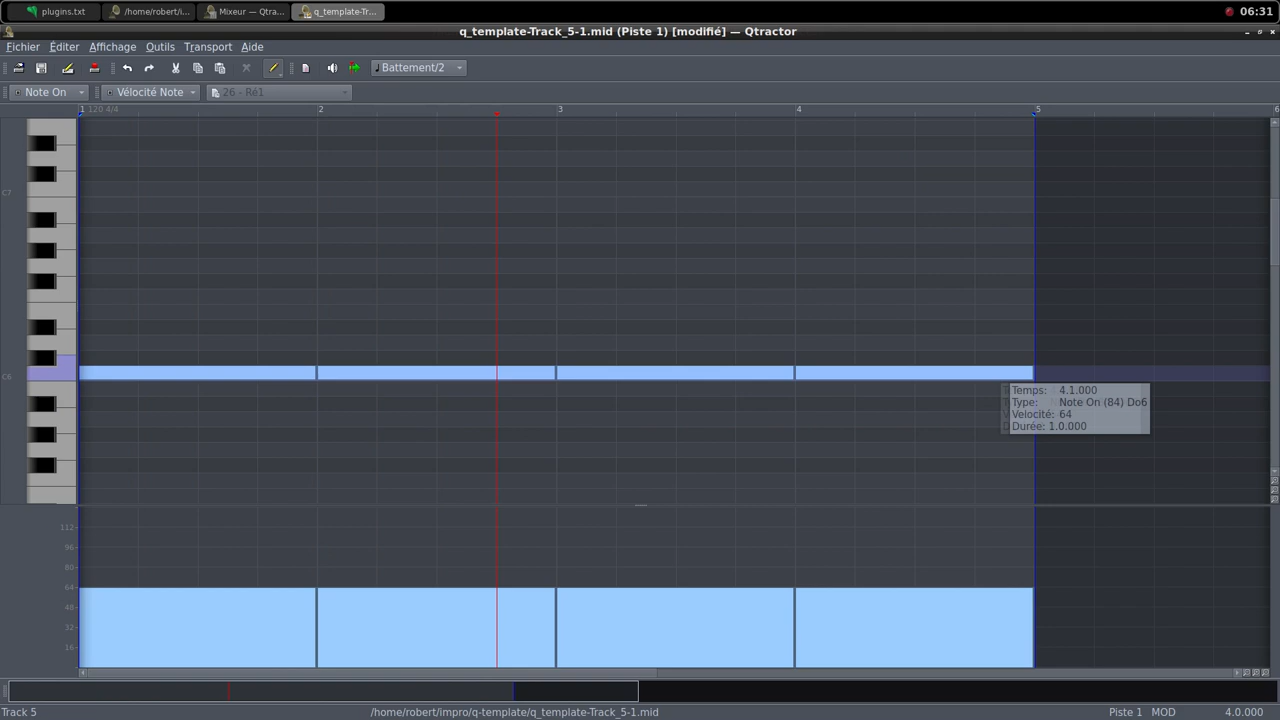 plugins.txt /home/robert/i... Mixeur — Qtra... q_template-Tr... 06:31
q_template-Track_5-1.mid (Piste 1) [modifié] — Qtractor
Fichier Éditer Affichage Outils Transport Aide
Battement/2
Note On Vélocité Note 26 - Ré1
1 120 4/4 2 3 4 5 6
C7
C6
Temps: 4.1.000
Type: Note On (84) Do6
Velocité: 64
Durée: 1.0.000
112
96
80
64
48
32
16
Track 5 /home/robert/impro/q-template/q_template-Track_5-1.mid Piste 1 MOD 4.0.000